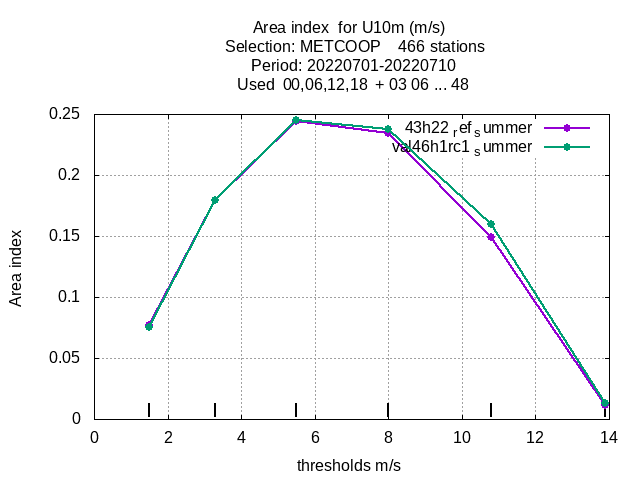 Area index for U10m (m/s)
Selection: METCOOP 466 stations
Period: 20220701-20220710
Used 00,06,12,18 + 03 06 ... 48
0.25
43h22 ref summer
val46h1rc1 summer
0.2
0.15
0.1
0.05
0
Area index
0 2 4 6 8 10 12 14
thresholds m/s